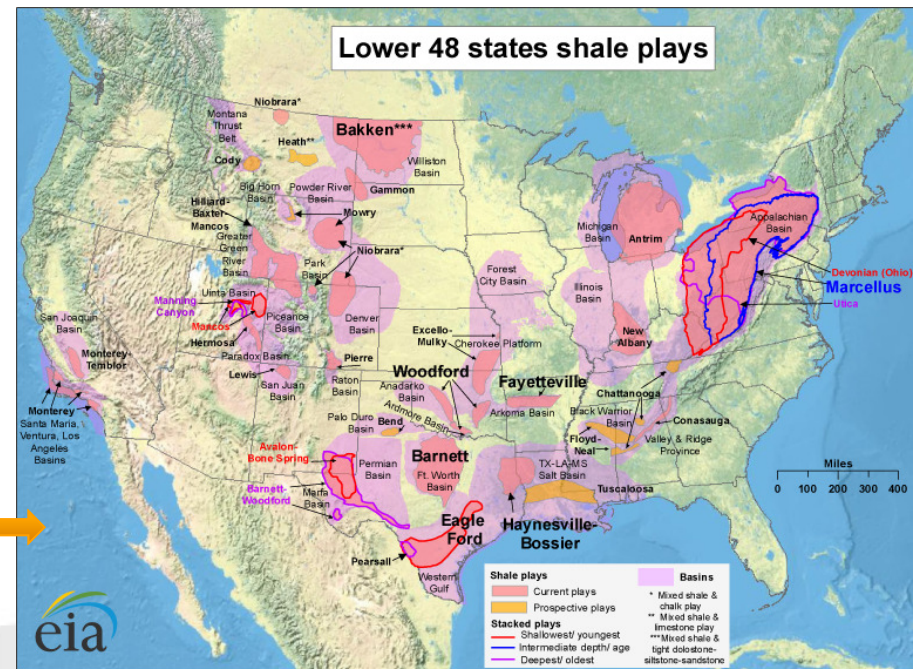 Lower 48 states shale plays
Niobrara*
Montana
Thrust
Belt
Heath**
Bakken***
Cody
Williston
Basin
Big Horn
Basin
Powder River
Basin
Gammon
Hilliard-
Baxter-
Mancos
Mowry
Greater
Green
River
Basin
Niobrara*
Park
Basin
Michigan
Basin
Antrim
Appalachian
Basin
Devonian (Ohio)
Marcellus
Utica
Uinta Basin
Manning
Canyon
Mancos
Piceance
Basin
Denver
Basin
Forest
City Basin
Illinois
Basin
San Joaquin
Basin
Hermosa
Paradox Basin
Excello-
Mulky
Cherokee Platform
New
Albany
Monterey-
Temblor
Lewis
San Juan
Basin
Pierre
Raton
Basin
Woodford
Anadarko
Basin
Fayetteville
Arkoma Basin
Chattanooga
Monterey
Santa Maria,
Ventura, Los
Angeles
Basins
Palo Duro
Basin
Bend
Ardmore Basin
Black Warrior
Basin
Conasauga
Floyd-
Neal
Valley & Ridge
Province
Avalon-
Bone Spring
Permian
Basin
Barnett
Ft. Worth
Basin
TX-LA-MS
Salt Basin
Tuscaloosa
Barnett-
Woodford
Marfa
Basin
Eagle
Ford
Haynesville-
Bossier
Pearsall
Western
Gulf
Miles
0 100 200 300 400
Shale plays
Current plays
Prospective plays
Stacked plays
Shallowest/ youngest
Intermediate depth/ age
Deepest/ oldest
Basins
* Mixed shale &
chalk play
** Mixed shale &
limestone play
***Mixed shale &
tight dolostone-
siltstone-sandstone
eia